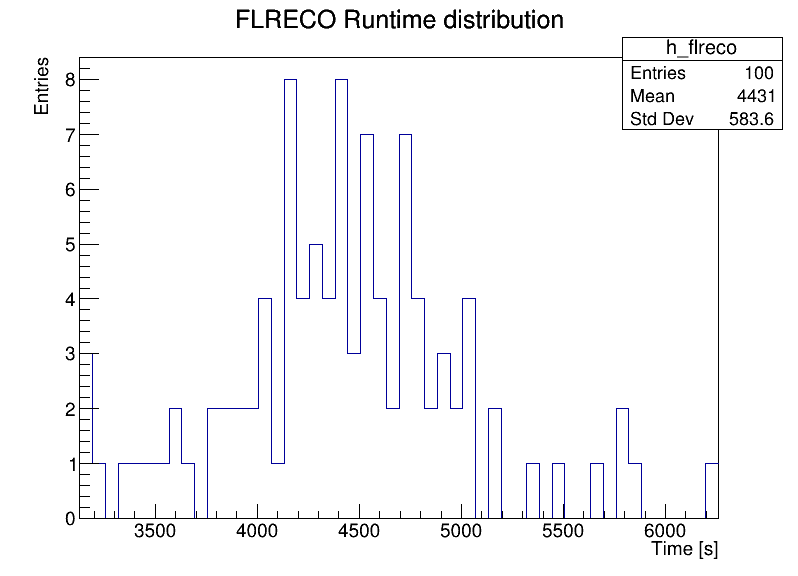 FLRECO Runtime distribution
h_flreco
Entries 100
Mean 4431
Std Dev 583.6
Entries
8
7
6
5
4
3
2
1
0
3500 4000 4500 5000 5500 6000
Time [s]